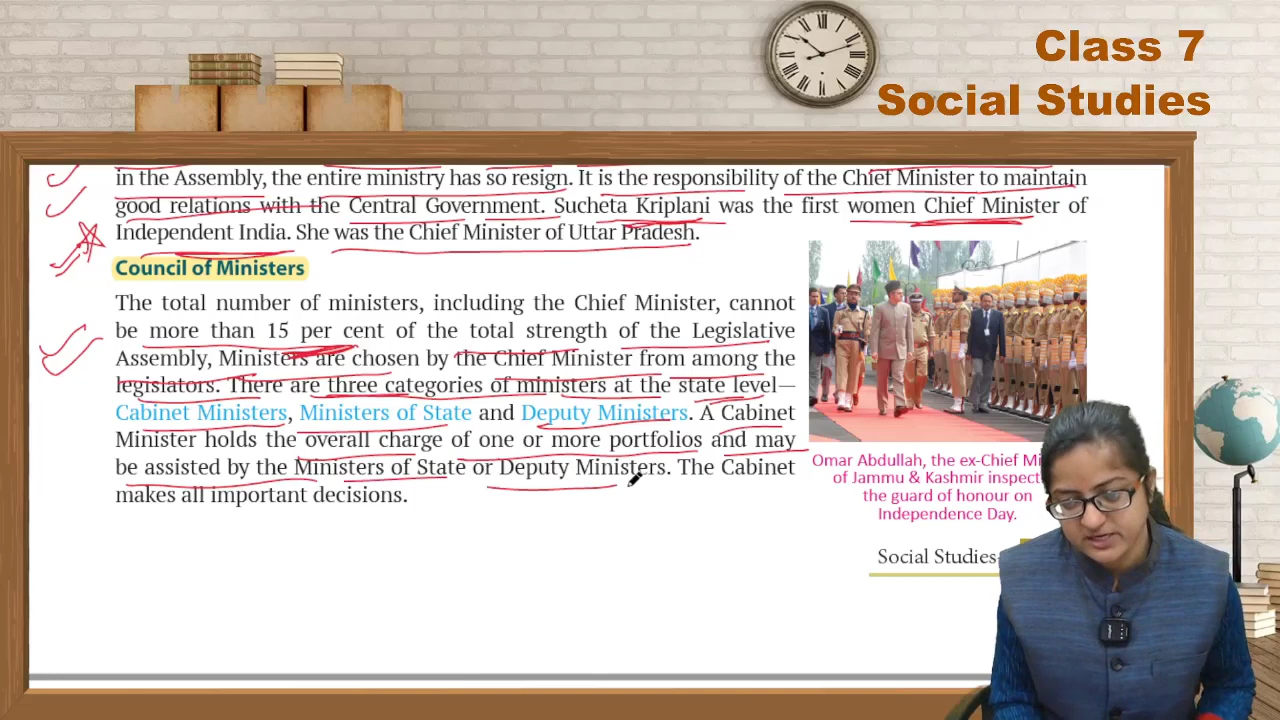 Class 7
Social Studies
in the Assembly, the entire ministry has so resign. It is the responsibility of the Chief Minister to maintain
good relations with the Central Government. Sucheta Kriplani was the first women Chief Minister of
Independent India. She was the Chief Minister of Uttar Pradesh.
Council of Ministers
The total number of ministers, including the Chief Minister, cannot
be more than 15 per cent of the total strength of the Legislative
Assembly, Ministers are chosen by the Chief Minister from among the
legislators. There are three categories of ministers at the state level—
Cabinet Ministers, Ministers of State and Deputy Ministers. A Cabinet
Minister holds the overall charge of one or more portfolios and may
be assisted by the Ministers of State or Deputy Ministers. The Cabinet
makes all important decisions.
Omar Abdullah, the ex-Chief
of Jammu & Kashmir
the guard of honour on
Independence Day.
Social Studies-